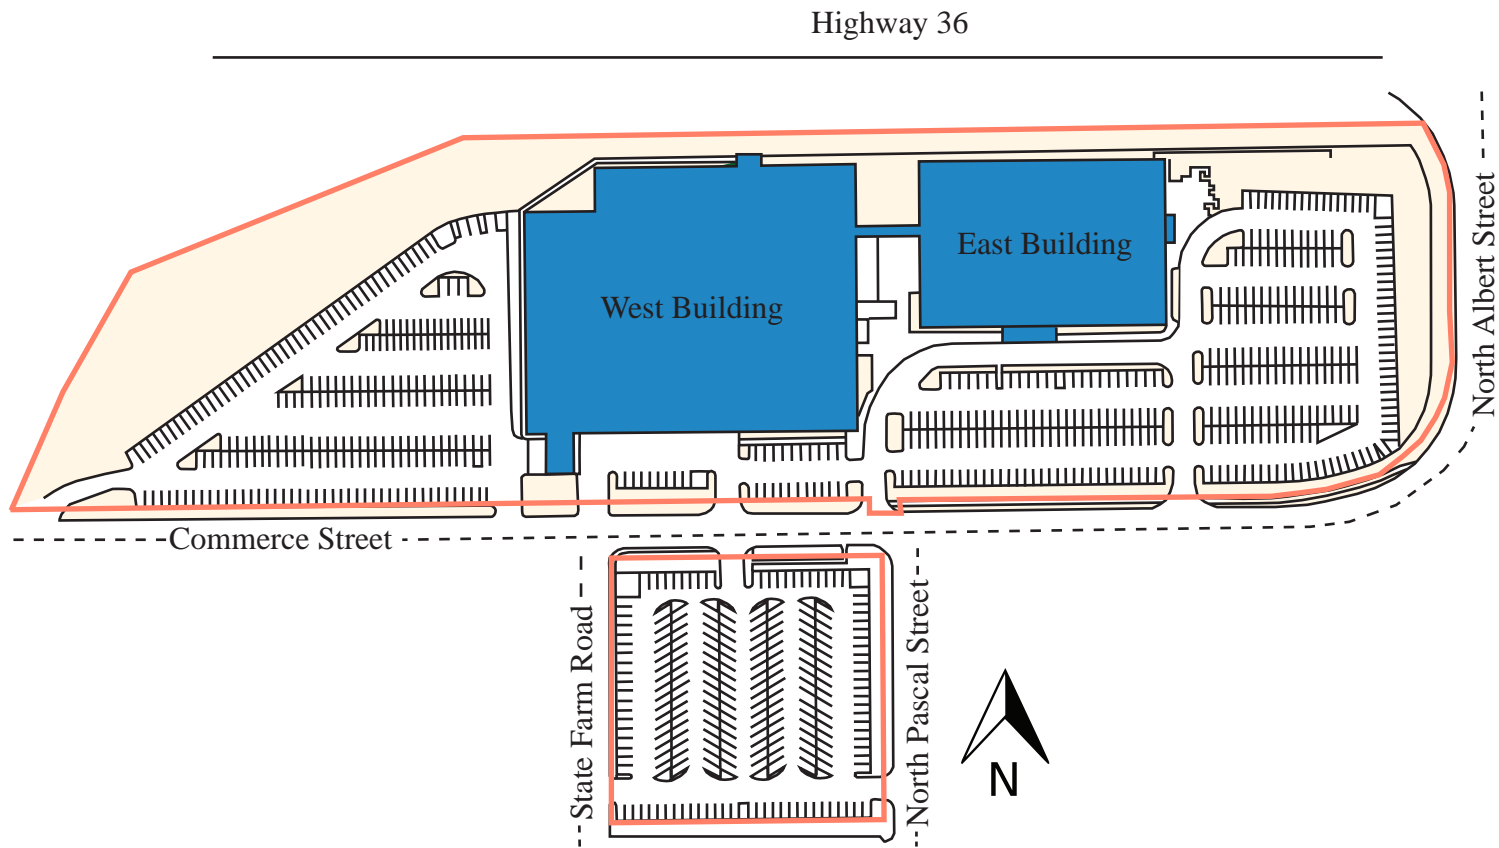 Highway 36
East Building
West Building
North Albert Street
Commerce Street
State Farm Road
North Pascal Street
N